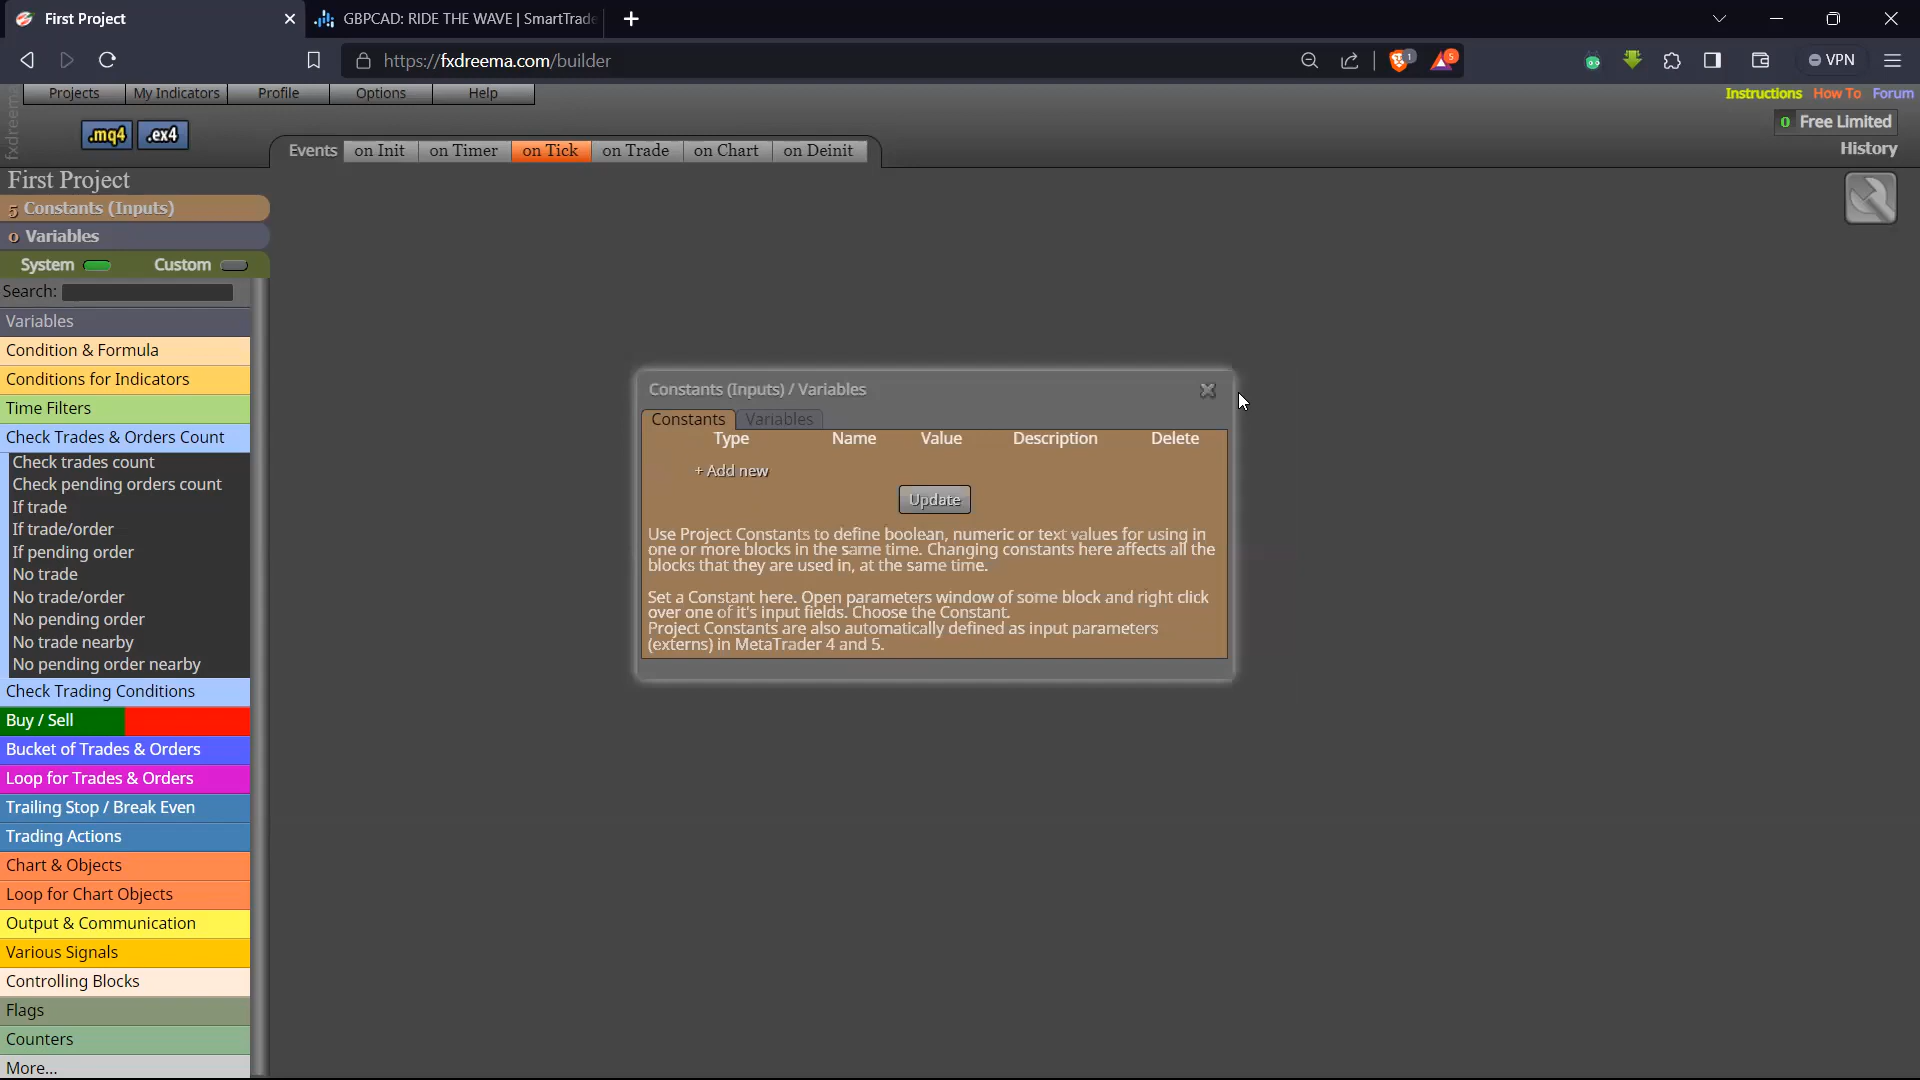 First Project
GBPCAD: RIDE THE WAVE | SmartTrade
https://fxdreema.com/builder
1
5
VPN
Projects
My Indicators
Profile
Options
Help
Instructions How To Forum
fxdreema
.mq4 .ex4
0 Free Limited
Events on Init on Timer on Tick on Trade on Chart on Deinit
History
First Project
5 Constants (Inputs)
0 Variables
System Custom
Search:
Variables
Condition & Formula
Conditions for Indicators
Time Filters
Check Trades & Orders Count
Check trades count
Check pending orders count
If trade
If trade/order
If pending order
No trade
No trade/order
No pending order
No trade nearby
No pending order nearby
Check Trading Conditions
Buy / Sell
Bucket of Trades & Orders
Loop for Trades & Orders
Trailing Stop / Break Even
Trading Actions
Chart & Objects
Loop for Chart Objects
Output & Communication
Various Signals
Controlling Blocks
Flags
Counters
More...
Constants (Inputs) / Variables
Constants Variables
Type Name Value Description Delete
+ Add new
Update
Use Project Constants to define boolean, numeric or text values for using in
one or more blocks in the same time. Changing constants here affects all the
blocks that they are used in, at the same time.
Set a Constant here. Open parameters window of some block and right click
over one of it's input fields. Choose the Constant.
Project Constants are also automatically defined as input parameters
(externs) in MetaTrader 4 and 5.